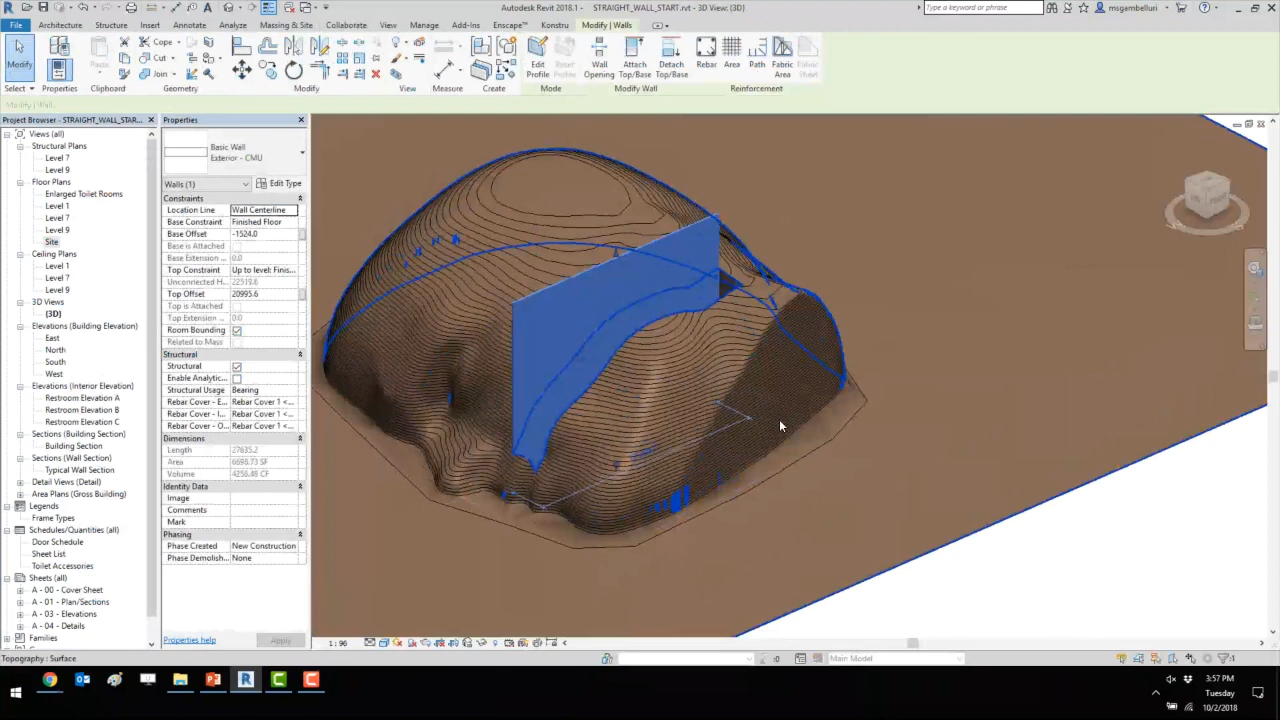 Autodesk Revit 2018.1 - STRAIGHT_WALL_START.rvt - 3D View: {3D}
Type a keyword or phrase
msgambelluri
File Architecture Structure Insert Annotate Analyze Massing & Site Collaborate View Manage Add-Ins Enscape™ Konstru Modify | Walls
Modify
Properties
Paste
Cope
Cut
Join
Edit Profile
Reset Profile
Wall Opening
Attach Top/Base
Detach Top/Base
Rebar
Area
Path
Fabric Area
Fabric Sheet
Select Properties Clipboard Geometry Modify View Measure Create Mode Modify Wall Reinforcement
Modify | Walls
Project Browser - STRAIGHT_WALL_STAR...
Views (all)
Structural Plans
Level 7
Level 9
Floor Plans
Enlarged Toilet Rooms
Level 1
Level 7
Level 9
Site
Ceiling Plans
Level 1
Level 7
Level 9
3D Views
{3D}
Elevations (Building Elevation)
East
North
South
West
Elevations (Interior Elevation)
Restroom Elevation A
Restroom Elevation B
Restroom Elevation C
Sections (Building Section)
Building Section
Sections (Wall Section)
Typical Wall Section
Detail Views (Detail)
Area Plans (Gross Building)
Legends
Frame Types
Schedules/Quantities (all)
Door Schedule
Sheet List
Toilet Accessories
Sheets (all)
A - 00 - Cover Sheet
A - 01 - Plan/Sections
A - 03 - Elevations
A - 04 - Details
Families
Properties
Basic Wall
Exterior - CMU
Walls (1) Edit Type
Constraints
Location Line Wall Centerline
Base Constraint Finished Floor
Base Offset -1524.0
Base is Attached
Base Extension ... 0.0
Top Constraint Up to level: Finis...
Unconnected H... 22519.6
Top Offset 20995.6
Top is Attached
Top Extension ... 0.0
Room Bounding
Related to Mass
Structural
Structural
Enable Analytic...
Structural Usage Bearing
Rebar Cover - E... Rebar Cover 1 <...
Rebar Cover - I... Rebar Cover 1 <...
Rebar Cover - O... Rebar Cover 1 <...
Dimensions
Length 27635.2
Area 6698.73 SF
Volume 4256.48 CF
Identity Data
Image
Comments
Mark
Phasing
Phase Created New Construction
Phase Demolish... None
Properties help Apply
1 : 96
Topography : Surface
:0
Main Model
:1
3:57 PM
Tuesday
10/2/2018